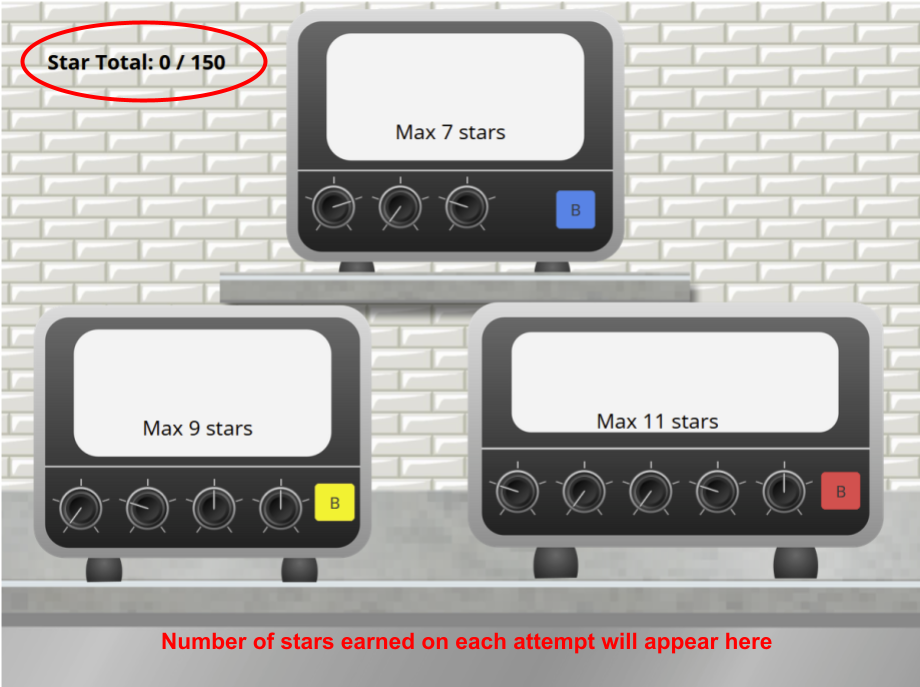 Star Total: 0 / 150
Max 7 stars
B
Max 9 stars
B
Max 11 stars
B
Number of stars earned on each attempt will appear here